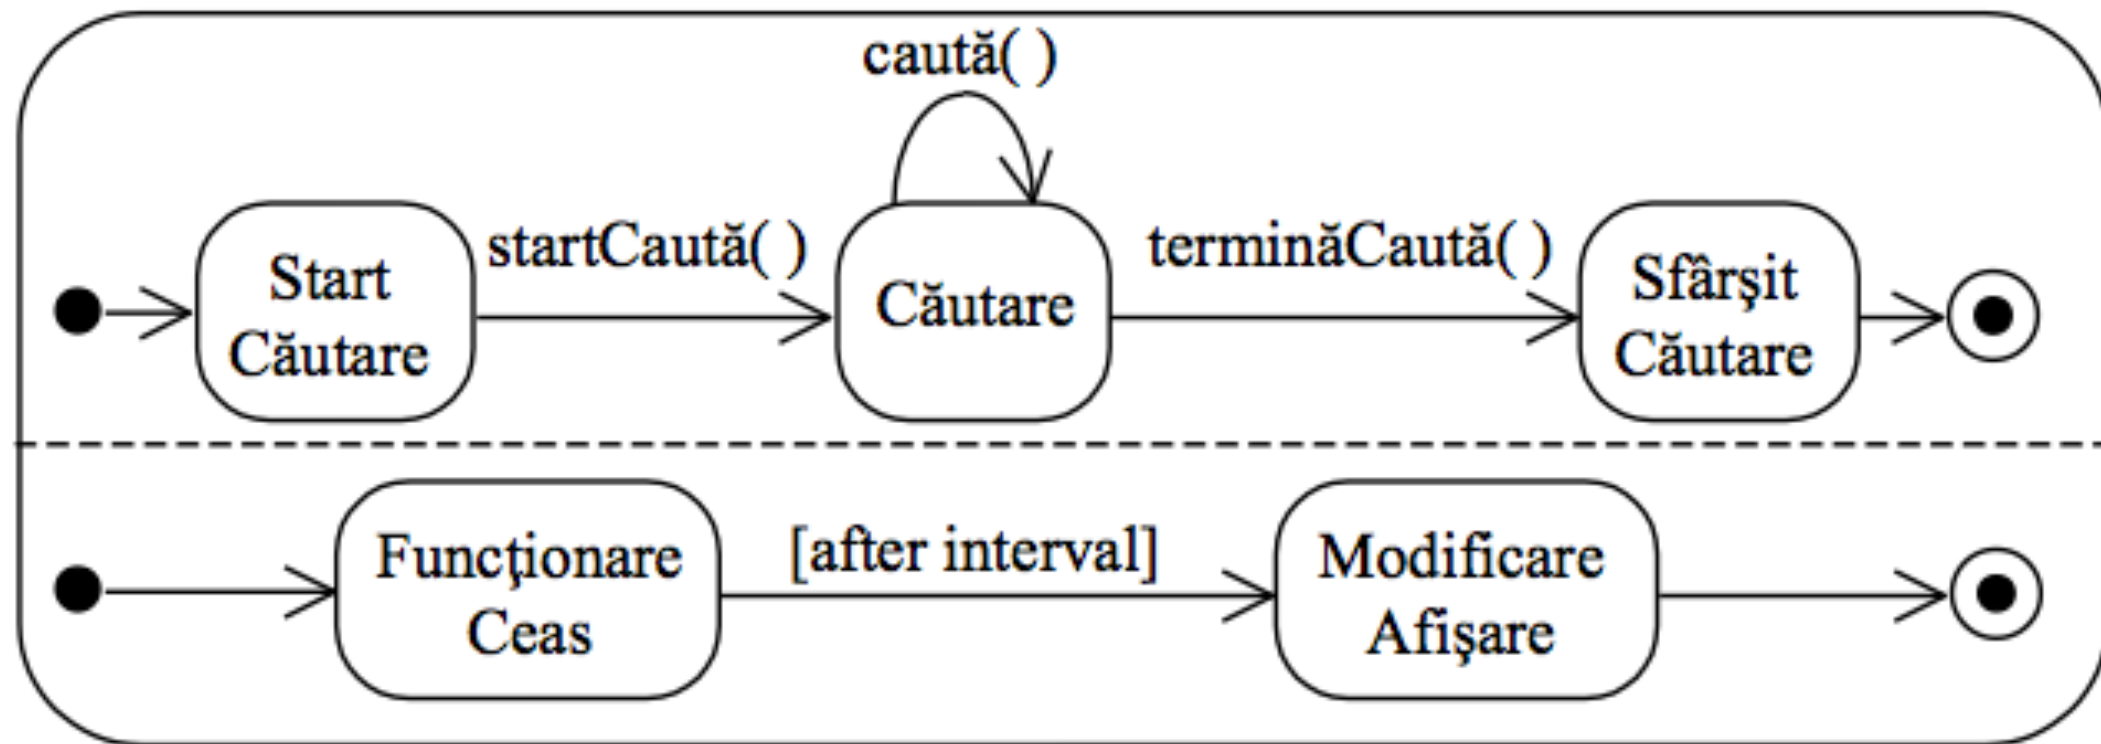 caută( )
Start
Căutare
startCaută( )
Căutare
terminăCaută( )
Sfârşit
Căutare
Funcţionare
Ceas
[after interval]
Modificare
Afişare